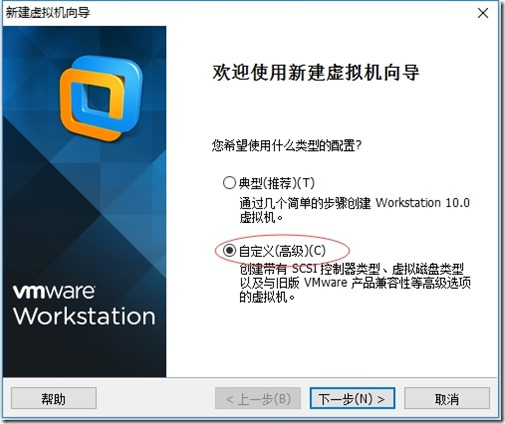 新建虚拟机向导
欢迎使用新建虚拟机向导
您希望使用什么类型的配置?
典型(推荐)(T)
通过几个简单的步骤创建 Workstation 10.0
虚拟机。
自定义(高级)(C)
创建带有 SCSI 控制器类型、虚拟磁盘类型
以及与旧版 VMware 产品兼容性等高级选项
的虚拟机。
vmware
Workstation
帮助
< 上一步(B)
下一步(N) >
取消